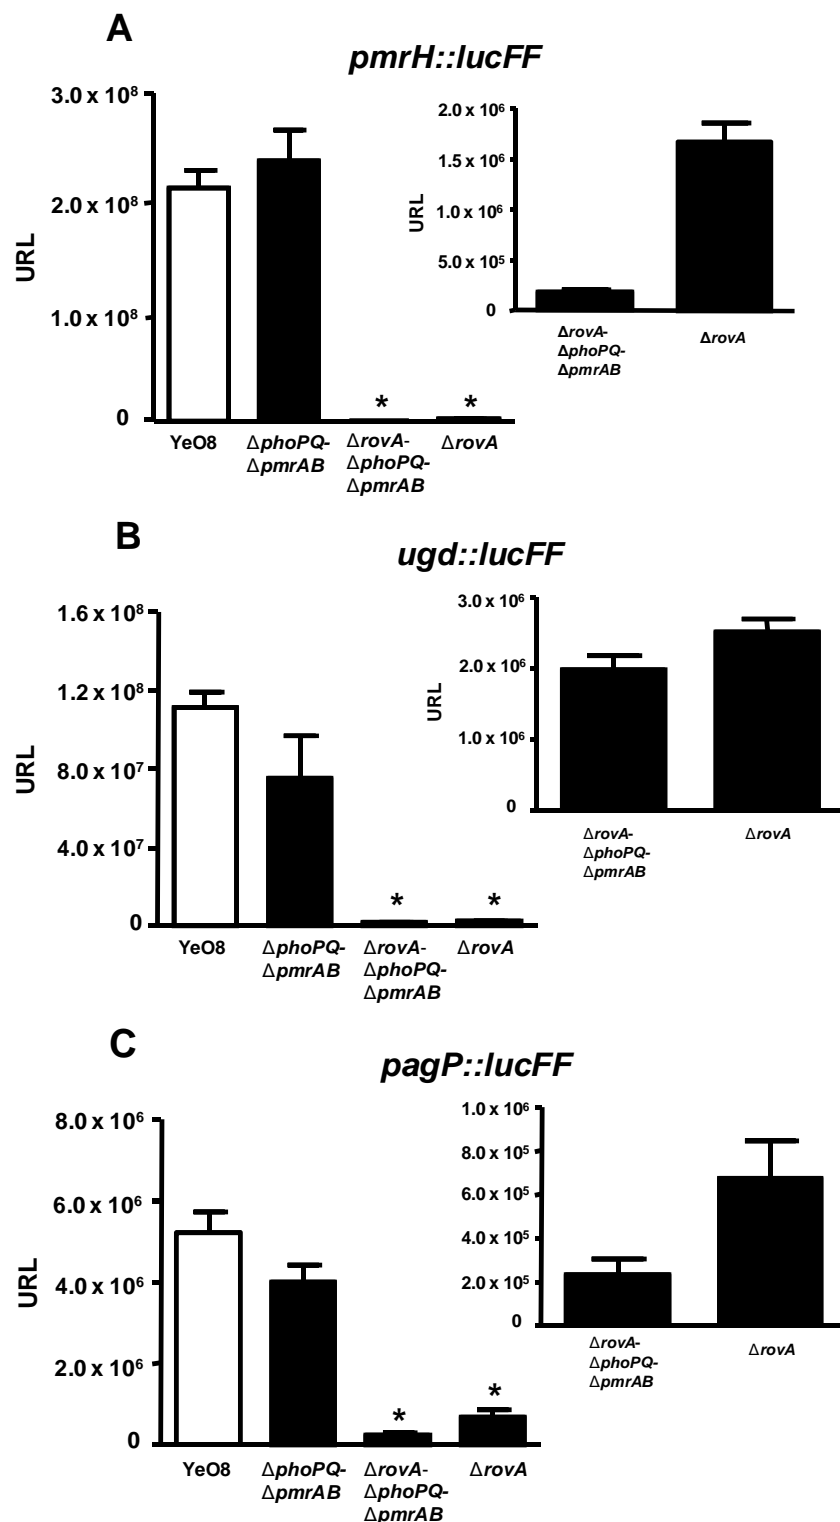 A
pmrH::lucFF
3.0 x 10⁸
2.0 x 10⁸
1.0 x 10⁸
0
URL
YeO8
ΔphoPQ-
ΔpmrAB
ΔrovA-
ΔphoPQ-
ΔpmrAB
ΔrovA
*
*
2.0 x 10⁶
1.5 x 10⁶
1.0 x 10⁶
5.0 x 10⁵
0
URL
ΔrovA-
ΔphoPQ-
ΔpmrAB
ΔrovA
B
ugd::lucFF
1.6 x 10⁸
1.2 x 10⁸
8.0 x 10⁷
4.0 x 10⁷
0
URL
YeO8
ΔphoPQ-
ΔpmrAB
ΔrovA-
ΔphoPQ-
ΔpmrAB
ΔrovA
*
*
3.0 x 10⁶
2.0 x 10⁶
1.0 x 10⁶
0
URL
ΔrovA-
ΔphoPQ-
ΔpmrAB
ΔrovA
C
pagP::lucFF
8.0 x 10⁶
6.0 x 10⁶
4.0 x 10⁶
2.0 x 10⁶
0
URL
YeO8
ΔphoPQ-
ΔpmrAB
ΔrovA-
ΔphoPQ-
ΔpmrAB
ΔrovA
*
*
1.0 x 10⁶
8.0 x 10⁵
6.0 x 10⁵
4.0 x 10⁵
2.0 x 10⁵
0
URL
ΔrovA-
ΔphoPQ-
ΔpmrAB
ΔrovA